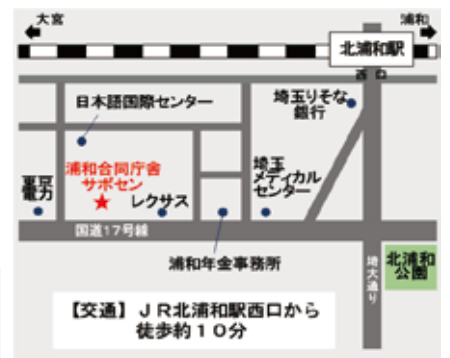 大宮
浦和
北浦和駅
西口
日本語国際センター
埼玉りそな
銀行
浦和合同庁舎
サポセン
埼玉
メディカル
センター
東京
電力
レクサス
国道17号線
浦和年金事務所
埼大通り
北浦和
公園
【交通】ＪＲ北浦和駅西口から
徒歩約１０分